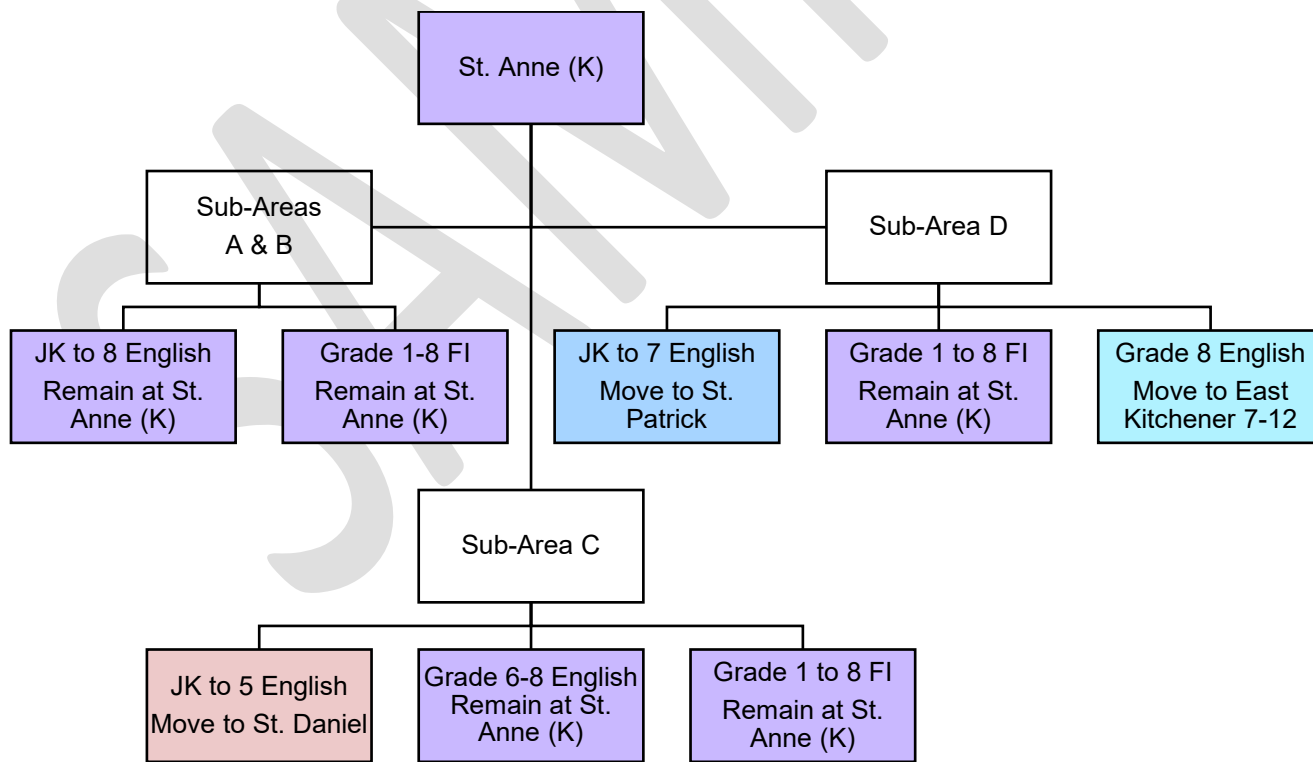 St. Anne (K)
Sub-Areas
A & B
Sub-Area D
JK to 8 English
Remain at St.
Anne (K)
Grade 1-8 FI
Remain at St.
Anne (K)
JK to 7 English
Move to St.
Patrick
Grade 1 to 8 FI
Remain at St.
Anne (K)
Grade 8 English
Move to East
Kitchener 7-12
Sub-Area C
JK to 5 English
Move to St. Daniel
Grade 6-8 English
Remain at St.
Anne (K)
Grade 1 to 8 FI
Remain at St.
Anne (K)